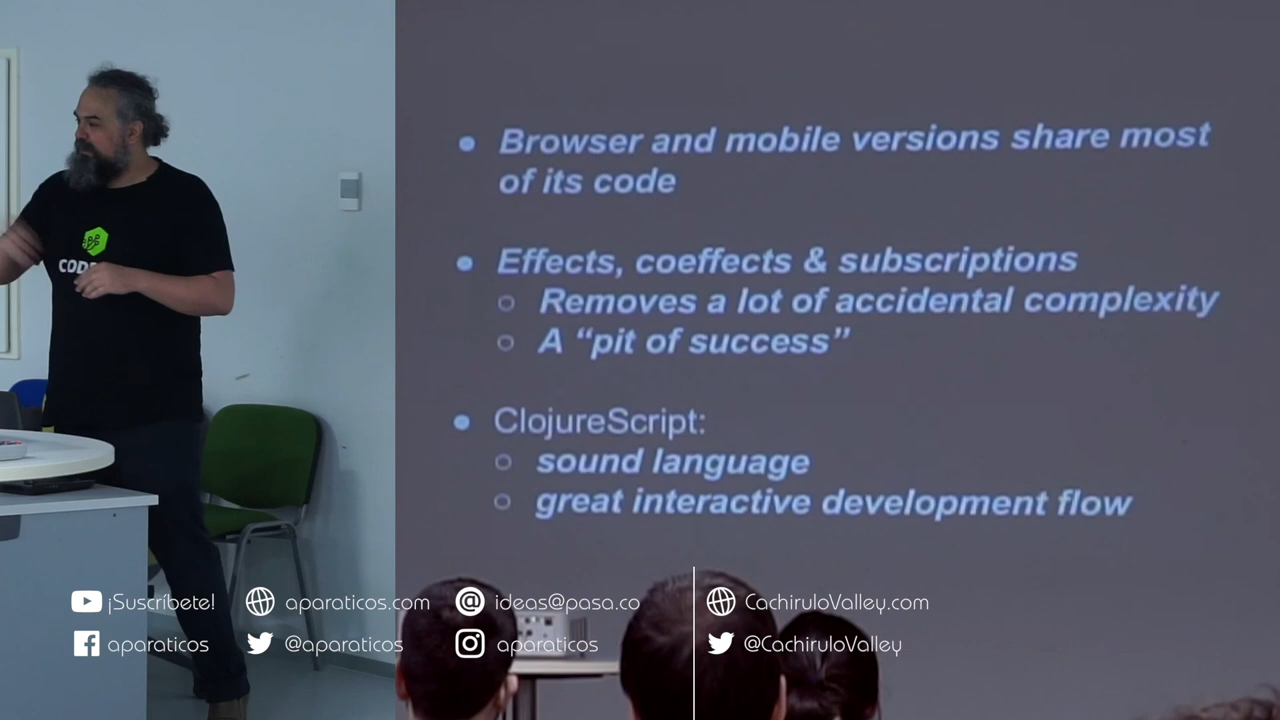 Browser and mobile versions share most
of its code
Effects, coeffects & subscriptions
Removes a lot of accidental complexity
A “pit of success”
ClojureScript:
sound language
great interactive development flow
¡Suscríbete!
aparaticos.com
ideas@pasa.co
CachiruloValley.com
aparaticos
@aparaticos
aparaticos
@CachiruloValley